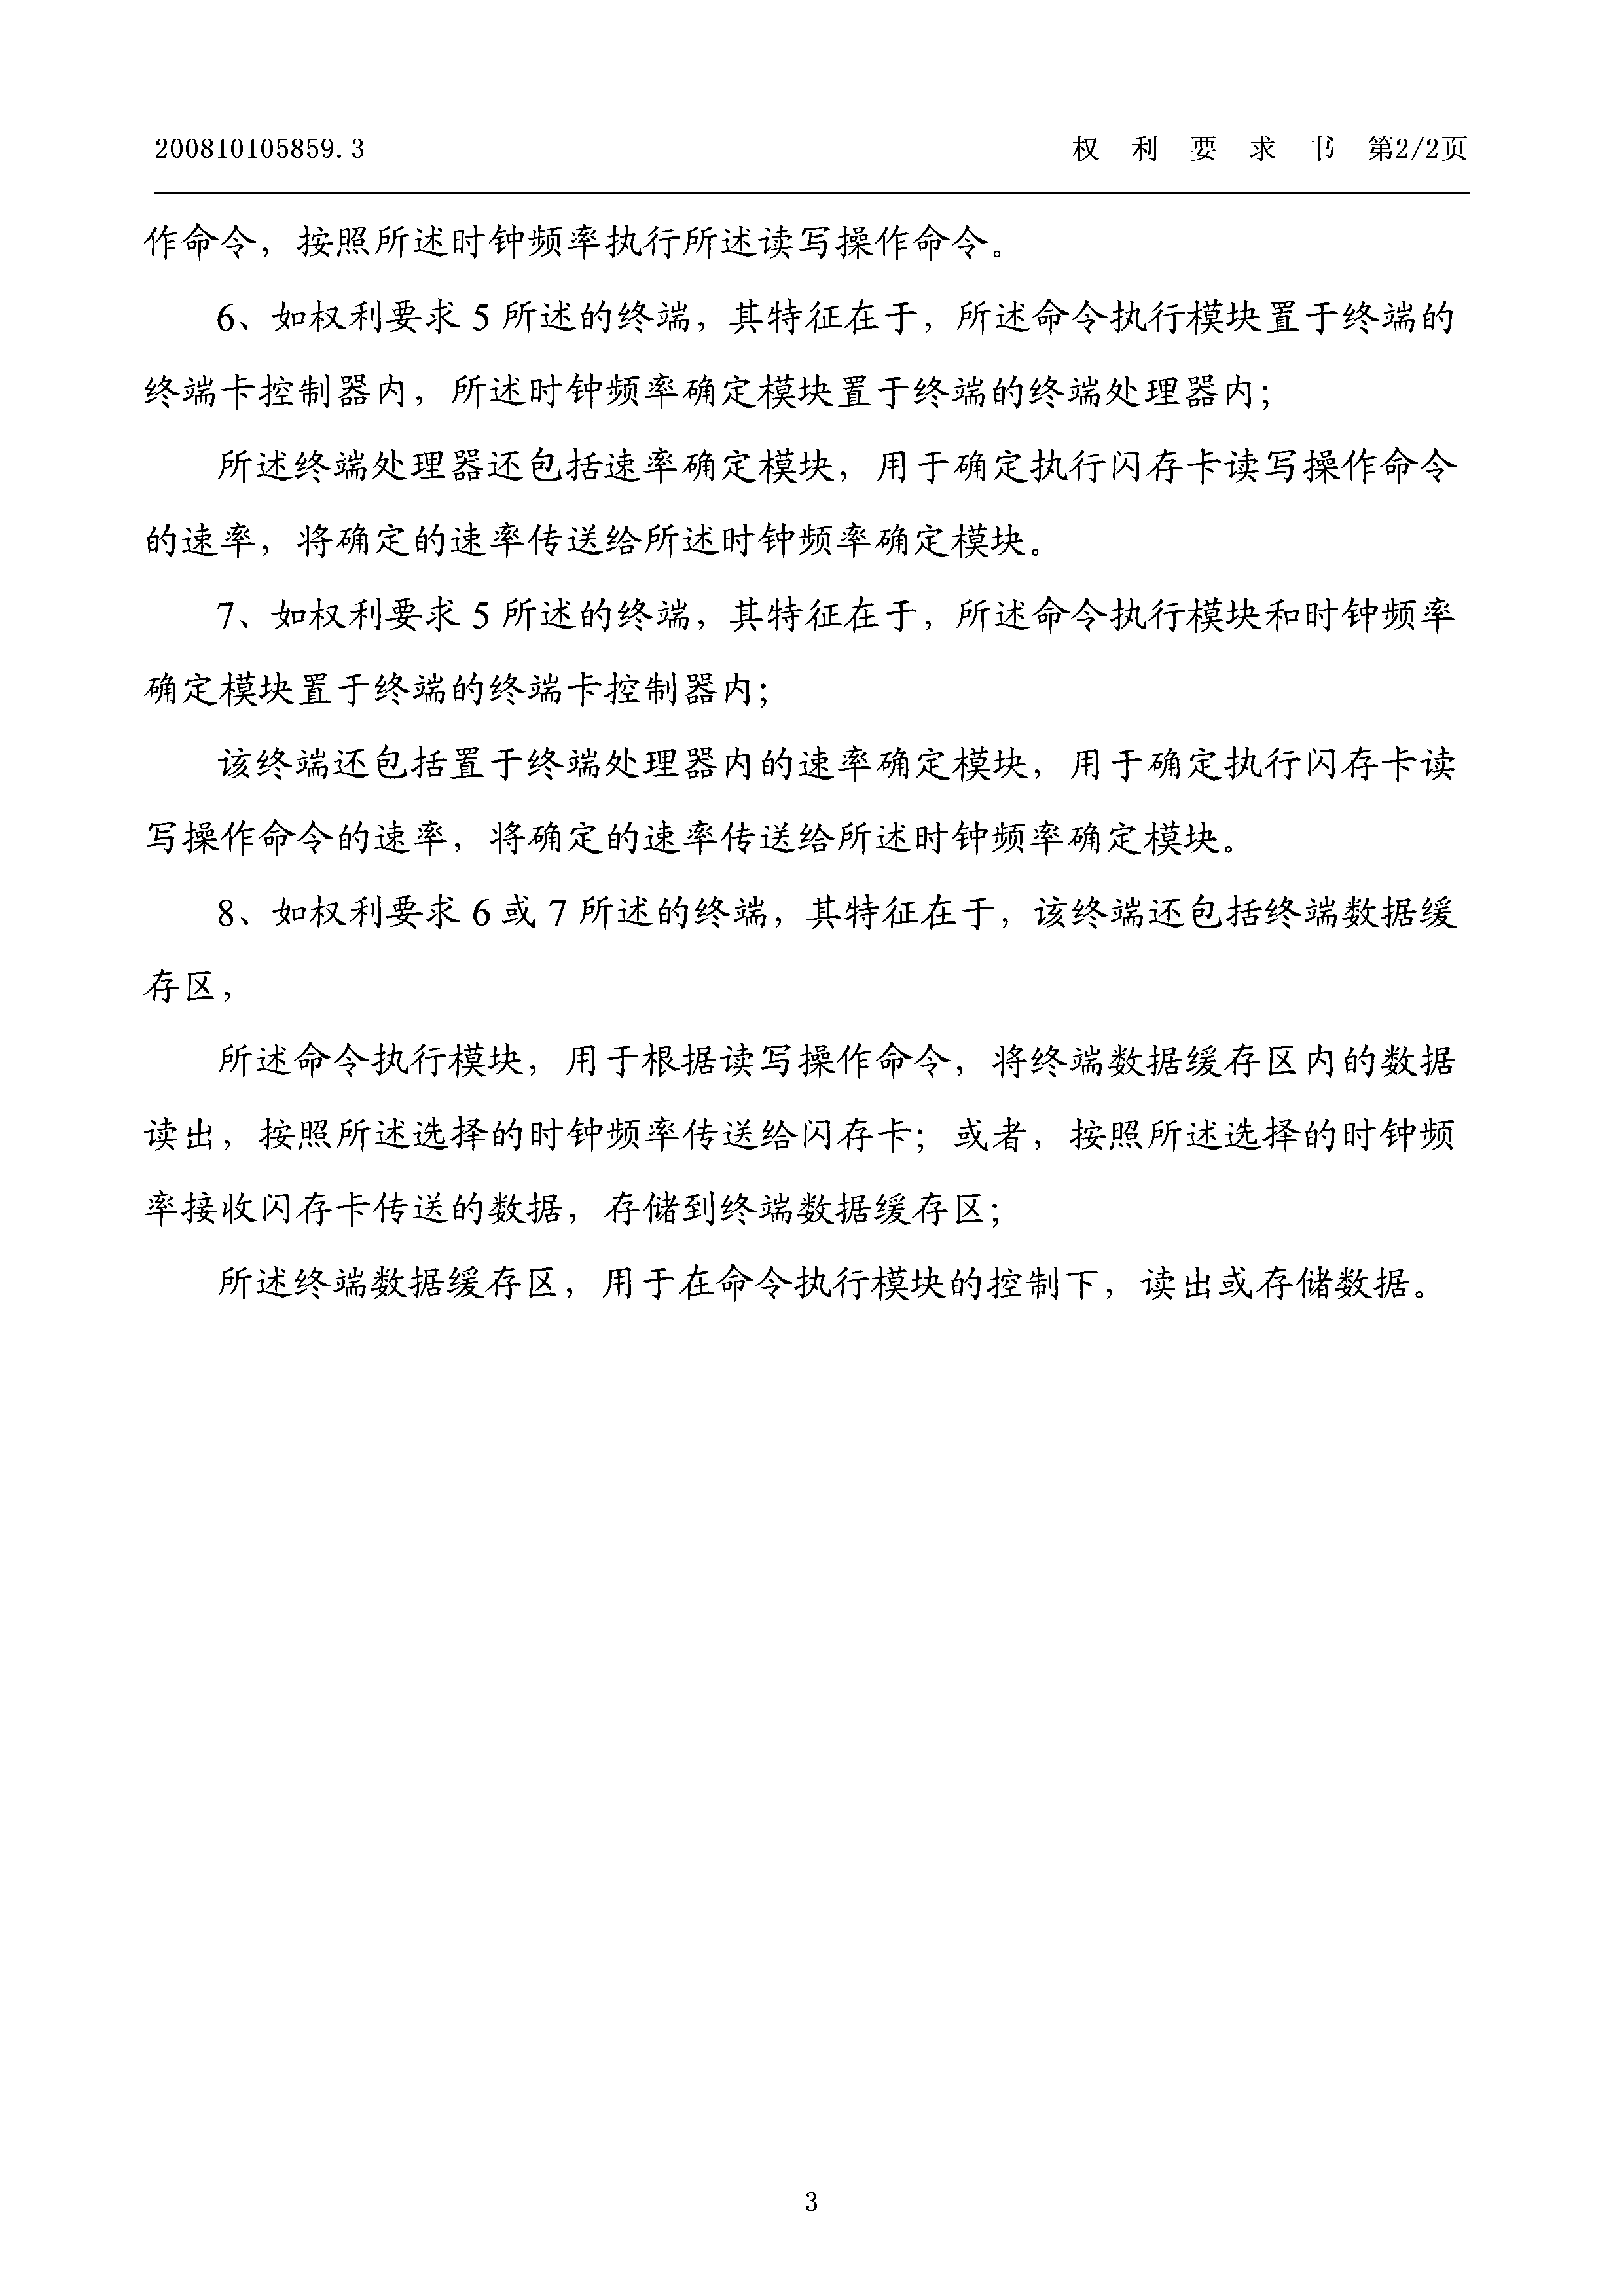 200810105859.3 权 利 要 求 书 第2/2页
作命令，按照所述时钟频率执行所述读写操作命令。
6、如权利要求 5 所述的终端，其特征在于，所述命令执行模块置于终端的
终端卡控制器内，所述时钟频率确定模块置于终端的终端处理器内；
所述终端处理器还包括速率确定模块，用于确定执行闪存卡读写操作命令
的速率，将确定的速率传送给所述时钟频率确定模块。
7、如权利要求 5 所述的终端，其特征在于，所述命令执行模块和时钟频率
确定模块置于终端的终端卡控制器内；
该终端还包括置于终端处理器内的速率确定模块，用于确定执行闪存卡读
写操作命令的速率，将确定的速率传送给所述时钟频率确定模块。
8、如权利要求 6 或 7 所述的终端，其特征在于，该终端还包括终端数据缓
存区，
所述命令执行模块，用于根据读写操作命令，将终端数据缓存区内的数据
读出，按照所述选择的时钟频率传送给闪存卡；或者，按照所述选择的时钟频
率接收闪存卡传送的数据，存储到终端数据缓存区；
所述终端数据缓存区，用于在命令执行模块的控制下，读出或存储数据。
3